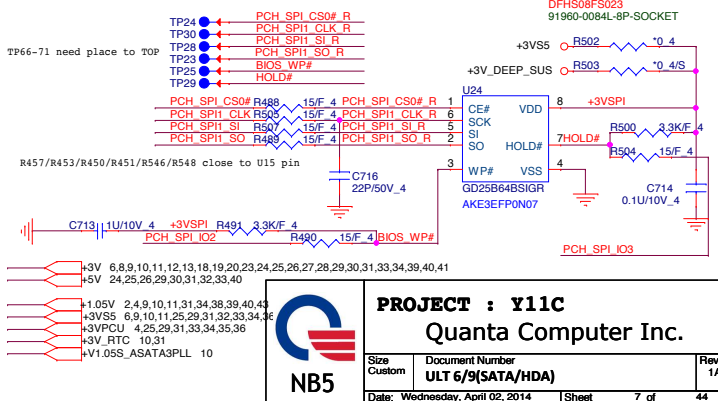 DFHS08FS023
91960-0084L-8P-SOCKET
TP24 PCH_SPI_CS0#_R
TP30 PCH_SPI1_CLK_R
TP28 PCH_SPI1_SI_R
TP23 PCH_SPI1_SO_R
TP25 BIOS_WP#
TP29 HOLD#
TP66-71 need place to TOP
+3VS5 R502 *0_4
+3V_DEEP_SUS R503 *0_4/S
U24
PCH_SPI_CS0# R488 15/F_4 PCH_SPI_CS0#_R 1 CE# VDD 8 +3VSPI
PCH_SPI1_CLK R505 15/F_4 PCH_SPI1_CLK_R 6 SCK
PCH_SPI1_SI R507 15/F_4 PCH_SPI1_SI_R 5 SI
PCH_SPI1_SO R489 15/F_4 PCH_SPI1_SO_R 2 SO HOLD# 7 HOLD#
R500 3.3K/F_4
R504 15/F_4
R457/R453/R450/R451/R546/R548 close to U15 pin
3 WP# VSS 4
C716
22P/50V_4
GD25B64BSIGR
AKE3EFP0N07
C714
0.1U/10V_4
C713 1U/10V_4 +3VSPI R491 3.3K/F_4
PCH_SPI_IO2 R490 15/F_4 BIOS_WP#
PCH_SPI_IO3
+3V 6,8,9,10,11,12,13,18,19,20,23,24,25,26,27,28,29,30,31,33,34,39,40,41
+5V 24,25,26,29,30,31,32,33,40
+1.05V 2,4,9,10,11,31,34,38,39,40,43
+3VS5 6,9,10,11,25,29,31,32,33,34,36
+3VPCU 4,25,29,31,33,34,35,36
+3V_RTC 10,31
+V1.05S_ASATA3PLL 10
NB5
PROJECT : Y11C
Quanta Computer Inc.
Size
Custom
Document Number
ULT 6/9(SATA/HDA)
Rev
1A
Date: Wednesday, April 02, 2014 Sheet 7 of 44